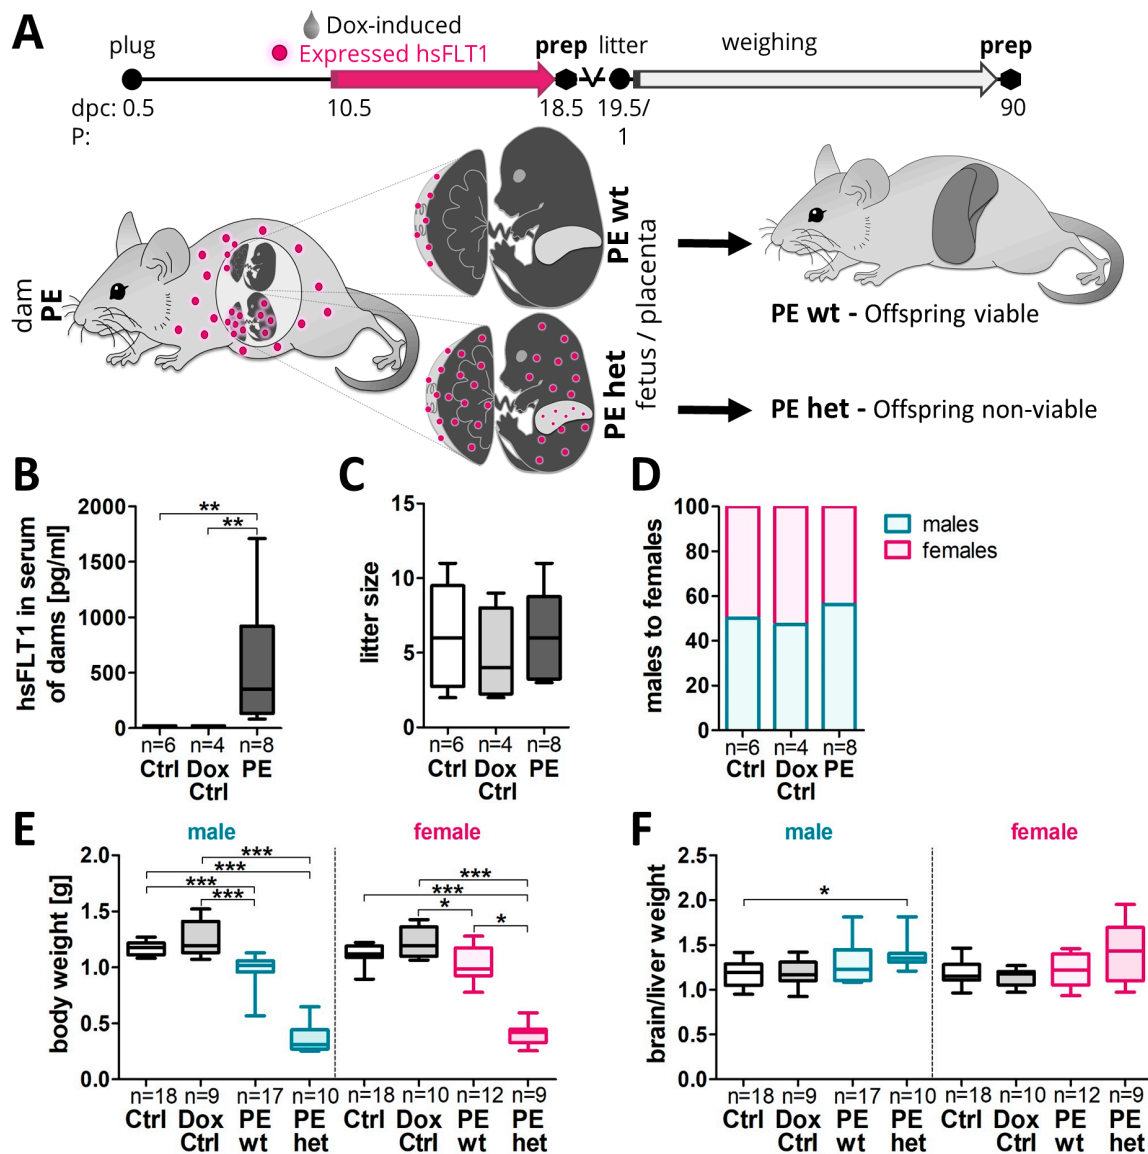 A
Dox-induced
Expressed hsFLT1
plug
prep
litter
weighing
prep
dpc: 0.5
10.5
18.5
19.5/
90
P:
1
dam
PE
PE wt
PE het
fetus / placenta
PE wt - Offspring viable
PE het - Offspring non-viable
B
hsFLT1 in serum
of dams [pg/ml]
2000
1500
1000
500
0
**
**
n=6
n=4
n=8
Ctrl
Dox
PE
Ctrl
C
litter size
15
10
5
0
n=6
n=4
n=8
Ctrl
Dox
PE
Ctrl
D
males to females
100
80
60
40
20
0
males
females
n=6
n=4
n=8
Ctrl
Dox
PE
Ctrl
E
male
female
body weight [g]
2.0
1.5
1.0
0.5
0.0
***
***
***
***
***
***
*
*
n=18
n=9
n=17
n=10
n=18
n=10
n=12
n=9
Ctrl
Dox
PE
PE
Ctrl
Dox
PE
PE
Ctrl
wt
het
Ctrl
wt
het
F
male
female
brain/liver weight
2.5
2.0
1.5
1.0
0.5
0.0
*
n=18
n=9
n=17
n=10
n=18
n=10
n=12
n=9
Ctrl
Dox
PE
PE
Ctrl
Dox
PE
PE
Ctrl
wt
het
Ctrl
wt
het